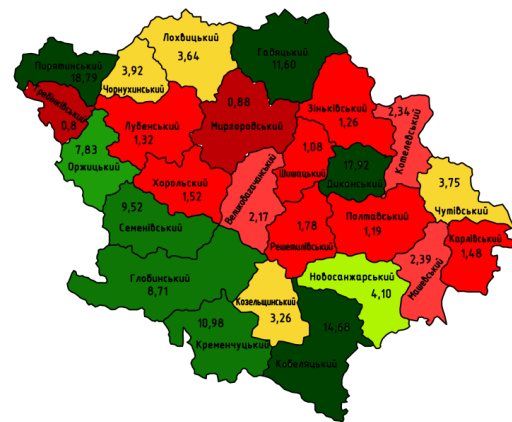 Лохвицький
3,64
Гадяцький
11,60
Пирятинський
18,79
3,92
Чорнухинський
Гребінківський
0,8
0,88
Миргородський
Зіньківський
1,26
2,34
Котелевський
Лубенський
1,32
7,83
Оржицький
1,08
Шишацький
17,92
Диканський
Хорольский
1,52
Великобагачанський
2,17
3,75
Чутівський
9,52
Семенівський
1,78
Решетилівський
Полтавський
1,19
Карлівський
1,48
2,39
Машевський
Глобинський
8,71
Новосанжарський
4,10
Козельщинський
3,26
10,98
Кременчуцький
14,68
Кобеляцький